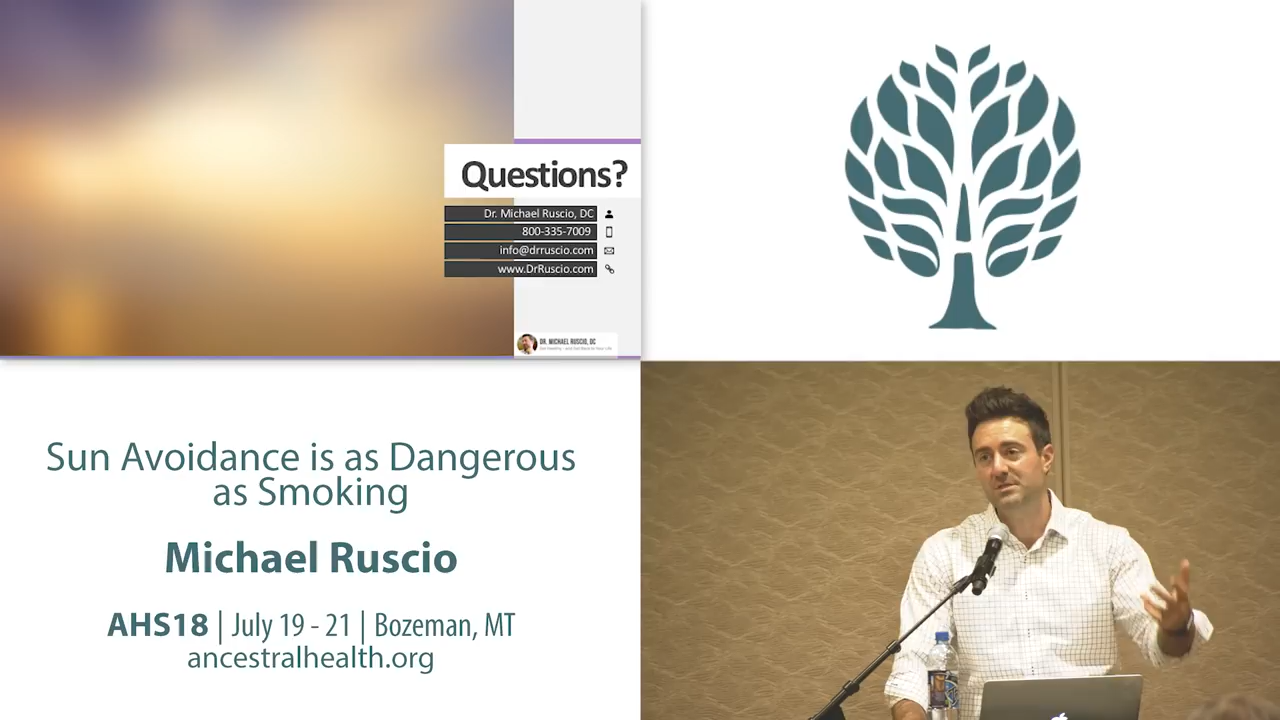 Questions?
Dr. Michael Ruscio, DC
800-335-7009
info@drruscio.com
www.DrRuscio.com
DR. MICHAEL RUSCIO, DC
Sun Avoidance is as Dangerous
as Smoking
Michael Ruscio
AHS18 | July 19 - 21 | Bozeman, MT
ancestralhealth.org